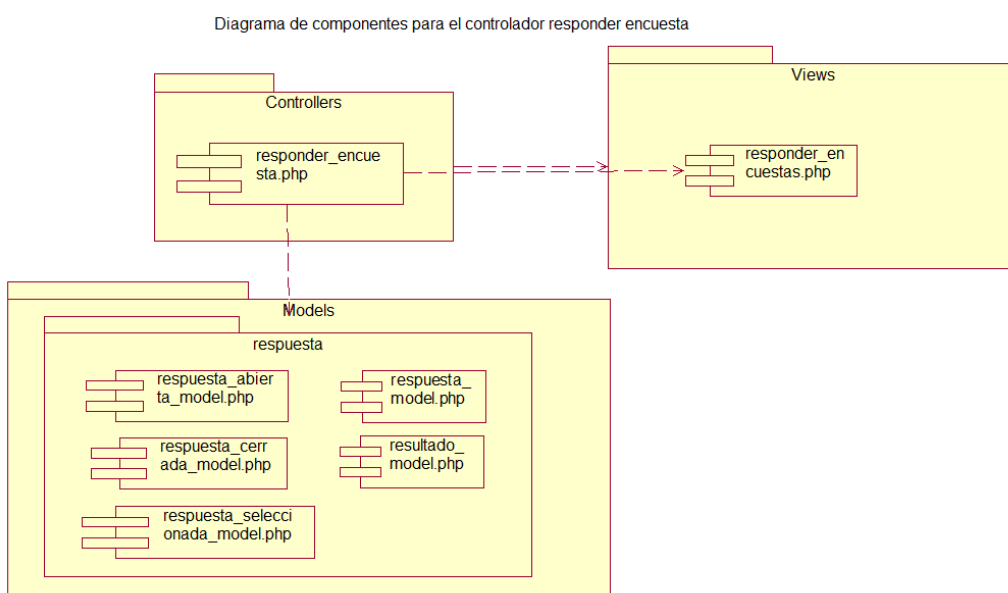 Diagrama de componentes para el controlador responder encuesta
Controllers
responder_encue
sta.php
Views
responder_en
cuestas.php
Models
respuesta
respuesta_abier
ta_model.php
respuesta_
model.php
respuesta_cerr
ada_model.php
resultado_
model.php
respuesta_selecci
onada_model.php